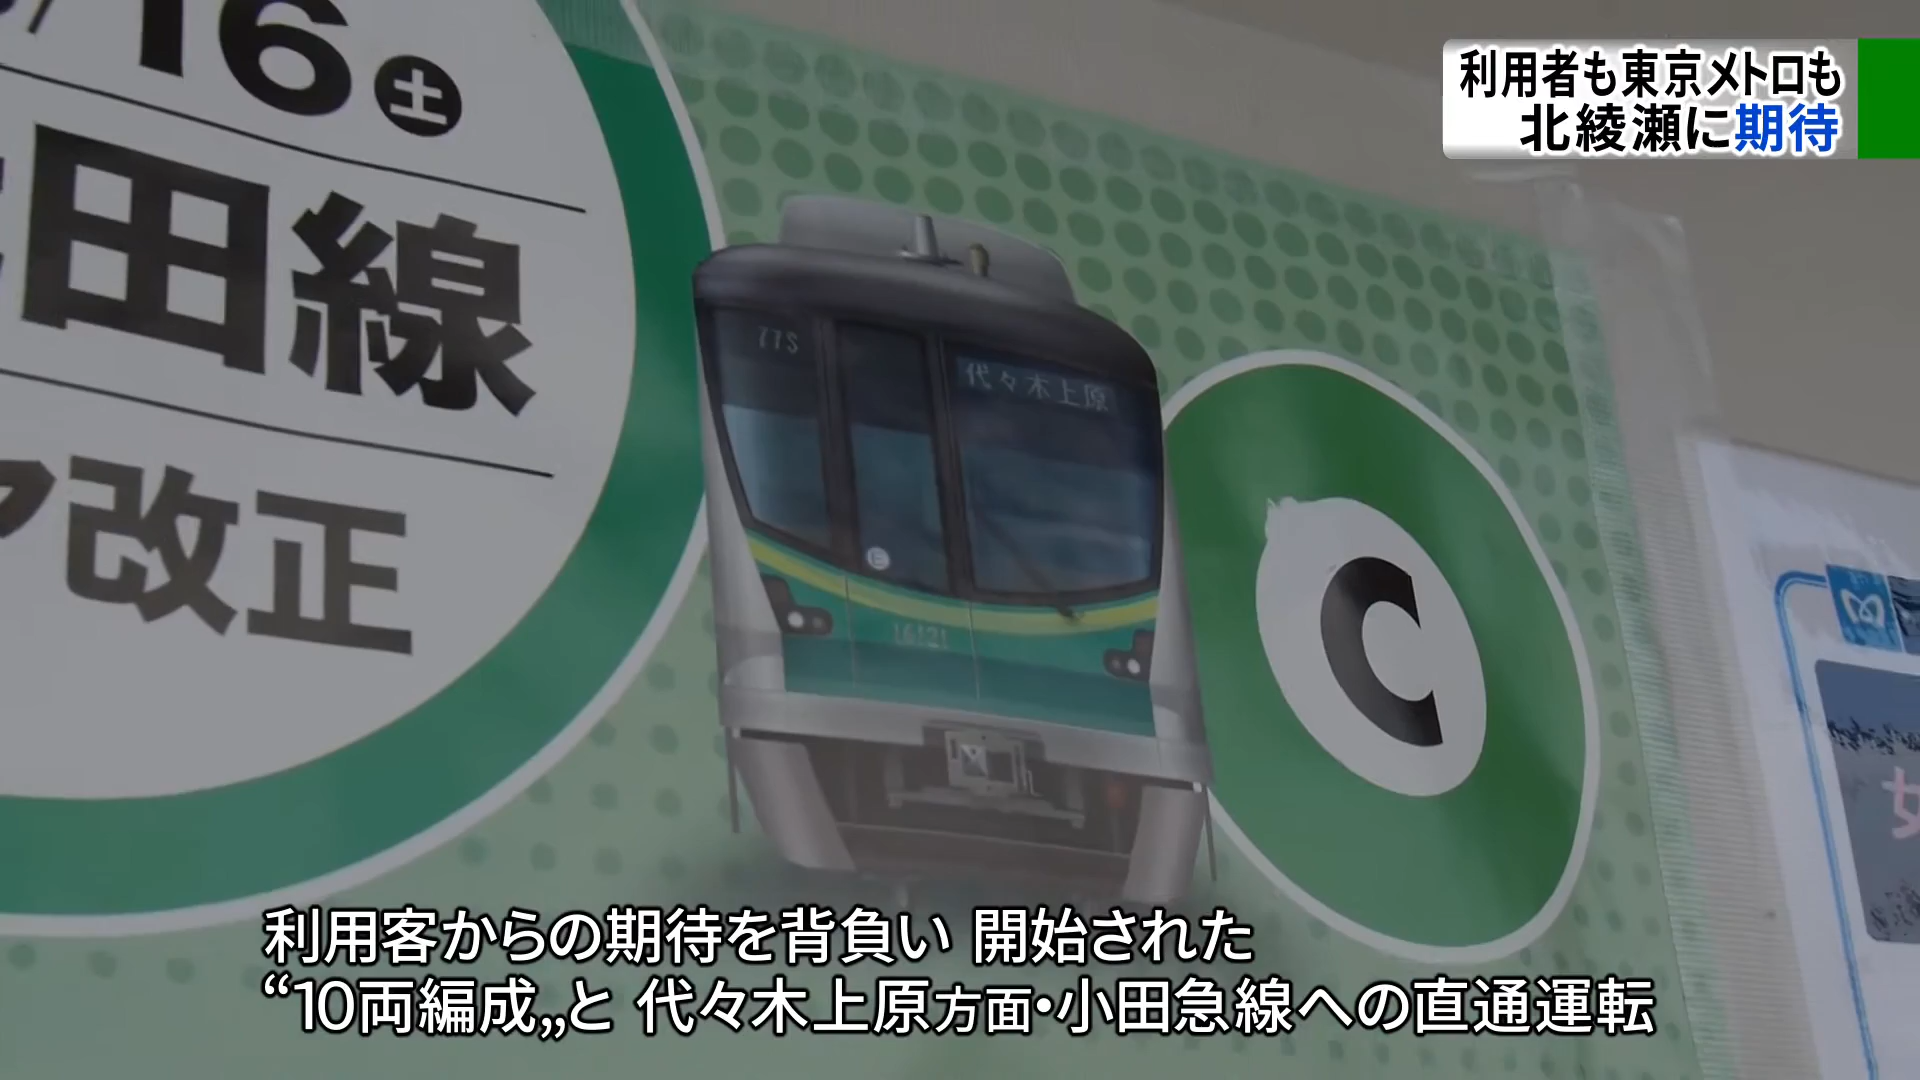 利用者も東京メトロも
北綾瀬に期待
16土
田線
改正
77S
代々木上原
16121
C
利用客からの期待を背負い 開始された
“10両編成„と 代々木上原方面・小田急線への直通運転